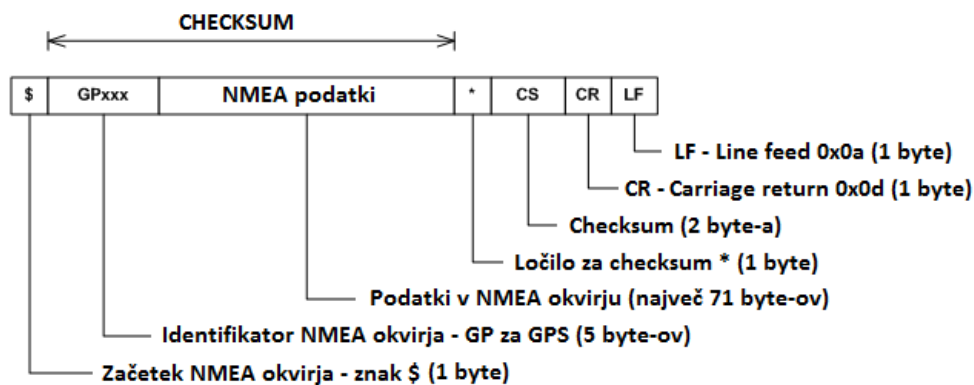 CHECKSUM
$ GPxxx NMEA podatki * CS CR LF
LF - Line feed 0x0a (1 byte)
CR - Carriage return 0x0d (1 byte)
Checksum (2 byte-a)
Ločilo za checksum * (1 byte)
Podatki v NMEA okvirju (največ 71 byte-ov)
Identifikator NMEA okvirja - GP za GPS (5 byte-ov)
Začetek NMEA okvirja - znak $ (1 byte)